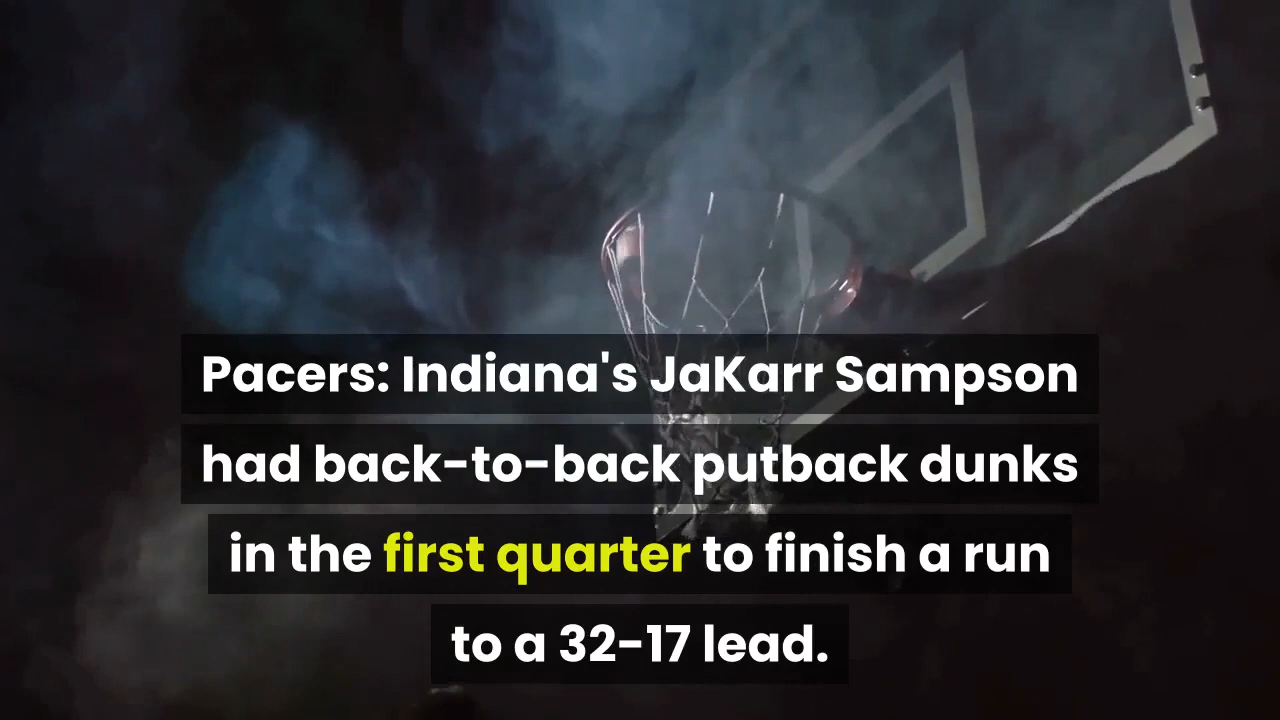 Pacers: Indiana's JaKarr Sampson
had back-to-back putback dunks
in the first quarter to finish a run
to a 32-17 lead.